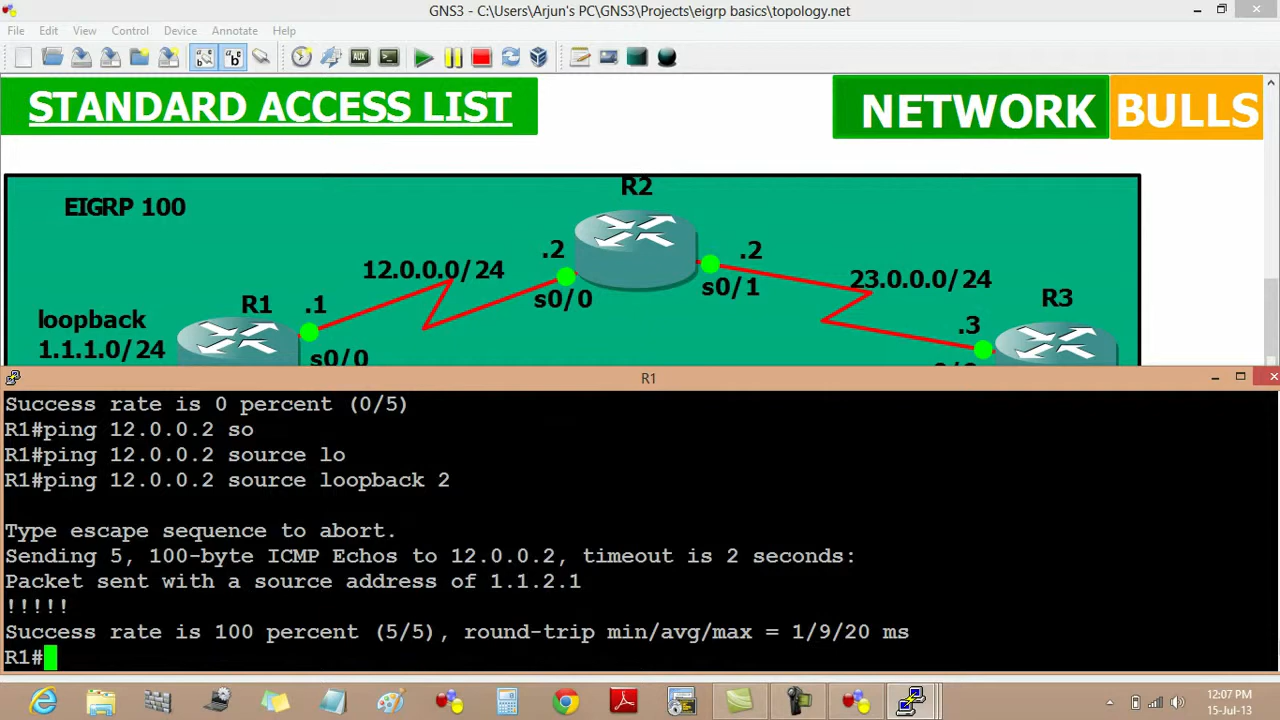 GNS3 - C:\Users\Arjun's PC\GNS3\Projects\eigrp basics\topology.net
File Edit View Control Device Annotate Help
AUX
STANDARD ACCESS LIST
NETWORK BULLS
R2
EIGRP 100
.2
.2
12.0.0.0/24
23.0.0.0/24
s0/0
s0/1
R1
.1
R3
loopback
.3
1.1.1.0/24
s0/0
R1
Success rate is 0 percent (0/5)
R1#ping 12.0.0.2 so
R1#ping 12.0.0.2 source lo
R1#ping 12.0.0.2 source loopback 2
Type escape sequence to abort.
Sending 5, 100-byte ICMP Echos to 12.0.0.2, timeout is 2 seconds:
Packet sent with a source address of 1.1.2.1
!!!!!
Success rate is 100 percent (5/5), round-trip min/avg/max = 1/9/20 ms
R1#
12:07 PM
15-Jul-13